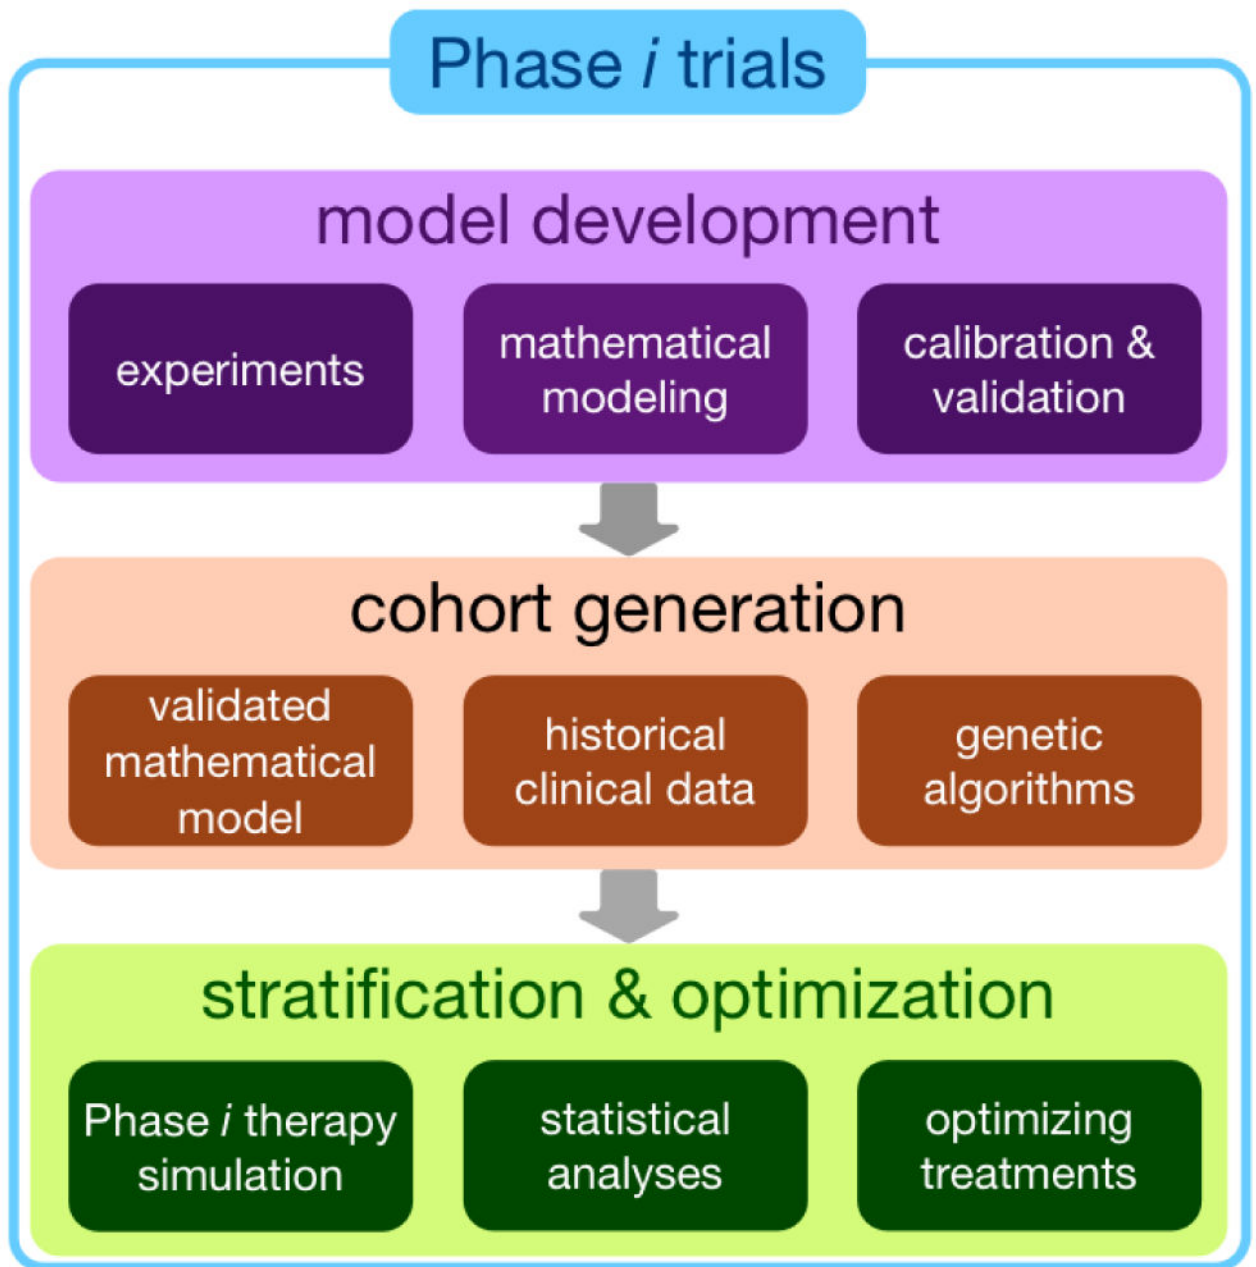 Phase i trials
model development
experiments
mathematical
modeling
calibration &
validation
cohort generation
validated
mathematical
model
historical
clinical data
genetic
algorithms
stratification & optimization
Phase i therapy
simulation
statistical
analyses
optimizing
treatments